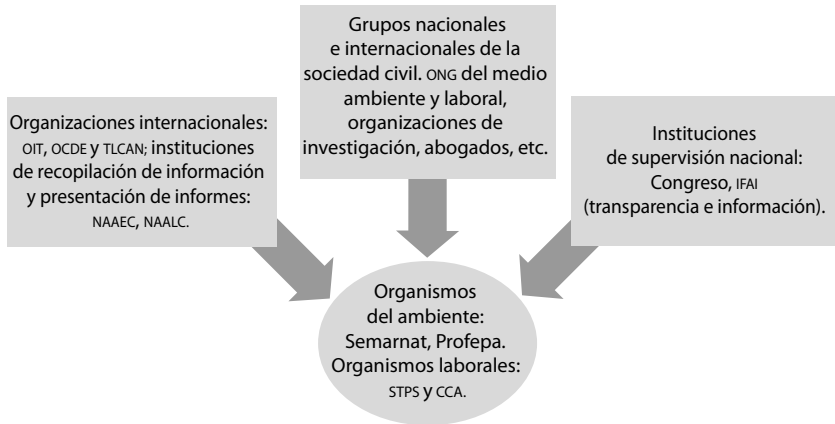 Grupos nacionales
e internacionales de la
sociedad civil. ONG del medio
ambiente y laboral,
organizaciones de
investigación, abogados, etc.
Organizaciones internacionales:
OIT, OCDE y TLCAN; instituciones
de recopilación de información
y presentación de informes:
NAAEC, NAALC.
Instituciones
de supervisión nacional:
Congreso, IFAI
(transparencia e información).
Organismos
del ambiente:
Semarnat, Profepa.
Organismos laborales:
STPS y CCA.